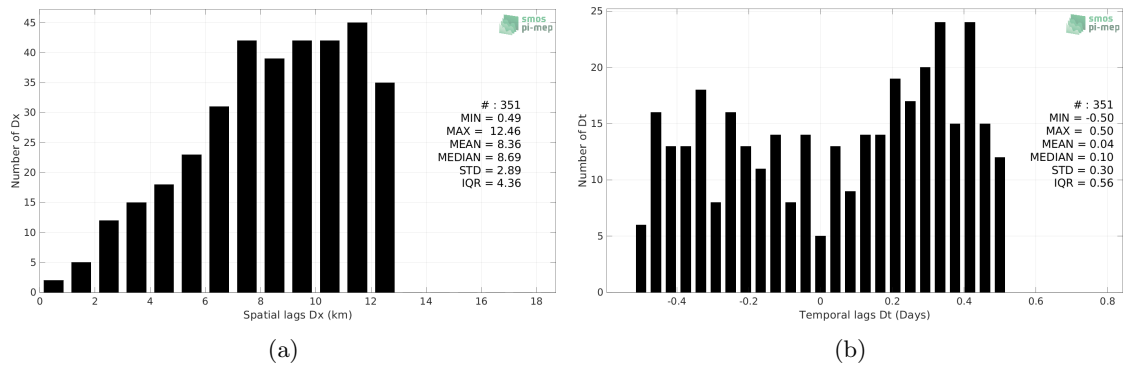 45
40
35
30
25
20
15
10
5
0
Number of Dx
smos
pi-mep
# : 351
MIN = 0.49
MAX = 12.46
MEAN = 8.36
MEDIAN = 8.69
STD = 2.89
IQR = 4.36
0 2 4 6 8 10 12 14 16 18
Spatial lags Dx (km)
(a)
25
20
15
10
5
0
Number of Dt
smos
pi-mep
# : 351
MIN = -0.50
MAX = 0.50
MEAN = 0.04
MEDIAN = 0.10
STD = 0.30
IQR = 0.56
-0.4 -0.2 0 0.2 0.4 0.6 0.8
Temporal lags Dt (Days)
(b)